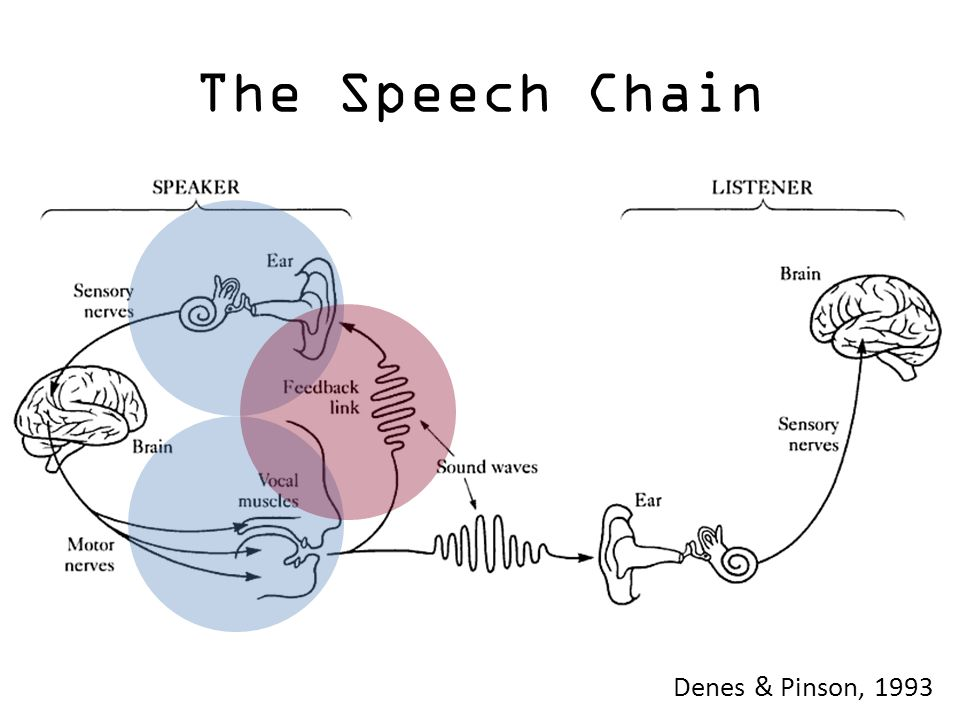 The Speech Chain
SPEAKER
LISTENER
Ear
Sensory
nerves
Brain
Feedback
link
Brain
Vocal
muscles
Sound waves
Sensory
nerves
Ear
Motor
nerves
Denes & Pinson, 1993